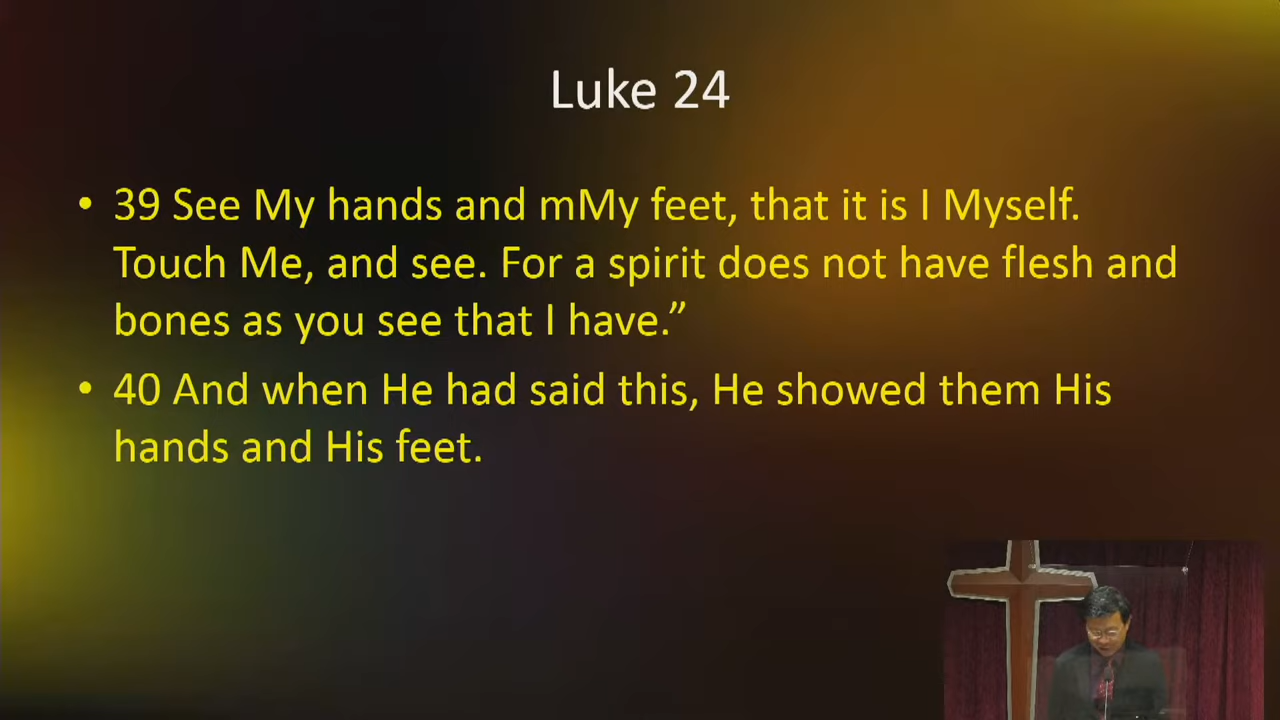 Luke 24
• 39 See My hands and mMy feet, that it is I Myself.
Touch Me, and see. For a spirit does not have flesh and
bones as you see that I have.”
• 40 And when He had said this, He showed them His
hands and His feet.